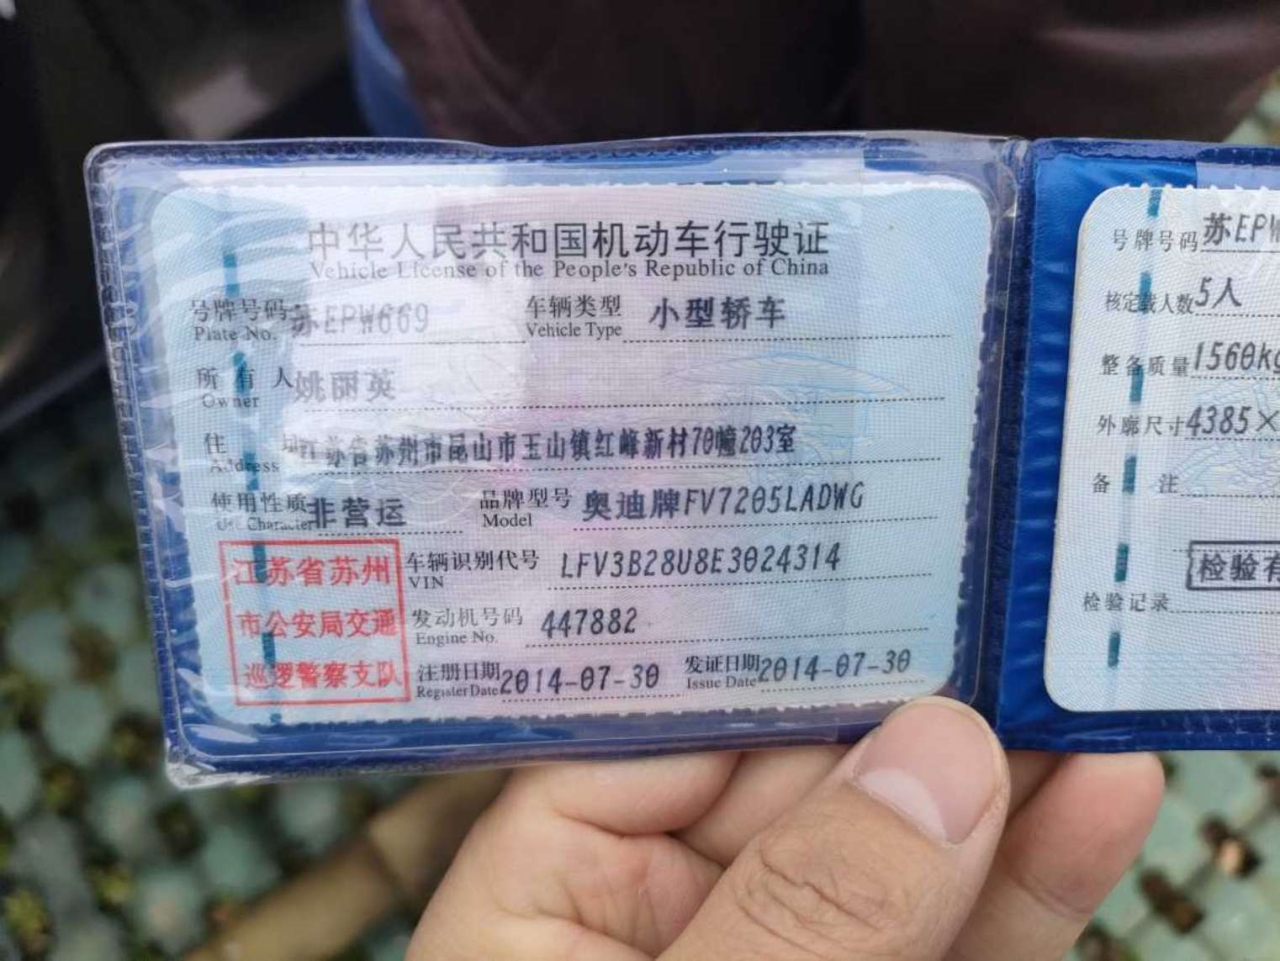 中华人民共和国机动车行驶证
Vehicle License of the People's Republic of China
号牌号码 苏EPW669 车辆类型 小型轿车
Plate No. Vehicle Type
所有人 姚丽英
Owner
住址 江苏省苏州市昆山市玉山镇红峰新村70幢203室
Address
使用性质 非营运 品牌型号 奥迪牌FV7205LADWG
Use Character Model
江苏省苏州
市公安局交通
巡逻警察支队
车辆识别代号 LFV3B28U8E3024314
VIN
发动机号码 447882
Engine No.
注册日期 2014-07-30 发证日期 2014-07-30
Register Date Issue Date
号牌号码 苏EPW
核定载人数 5人
整备质量 1560kg
外廓尺寸 4385×
备注
检验有
检验记录